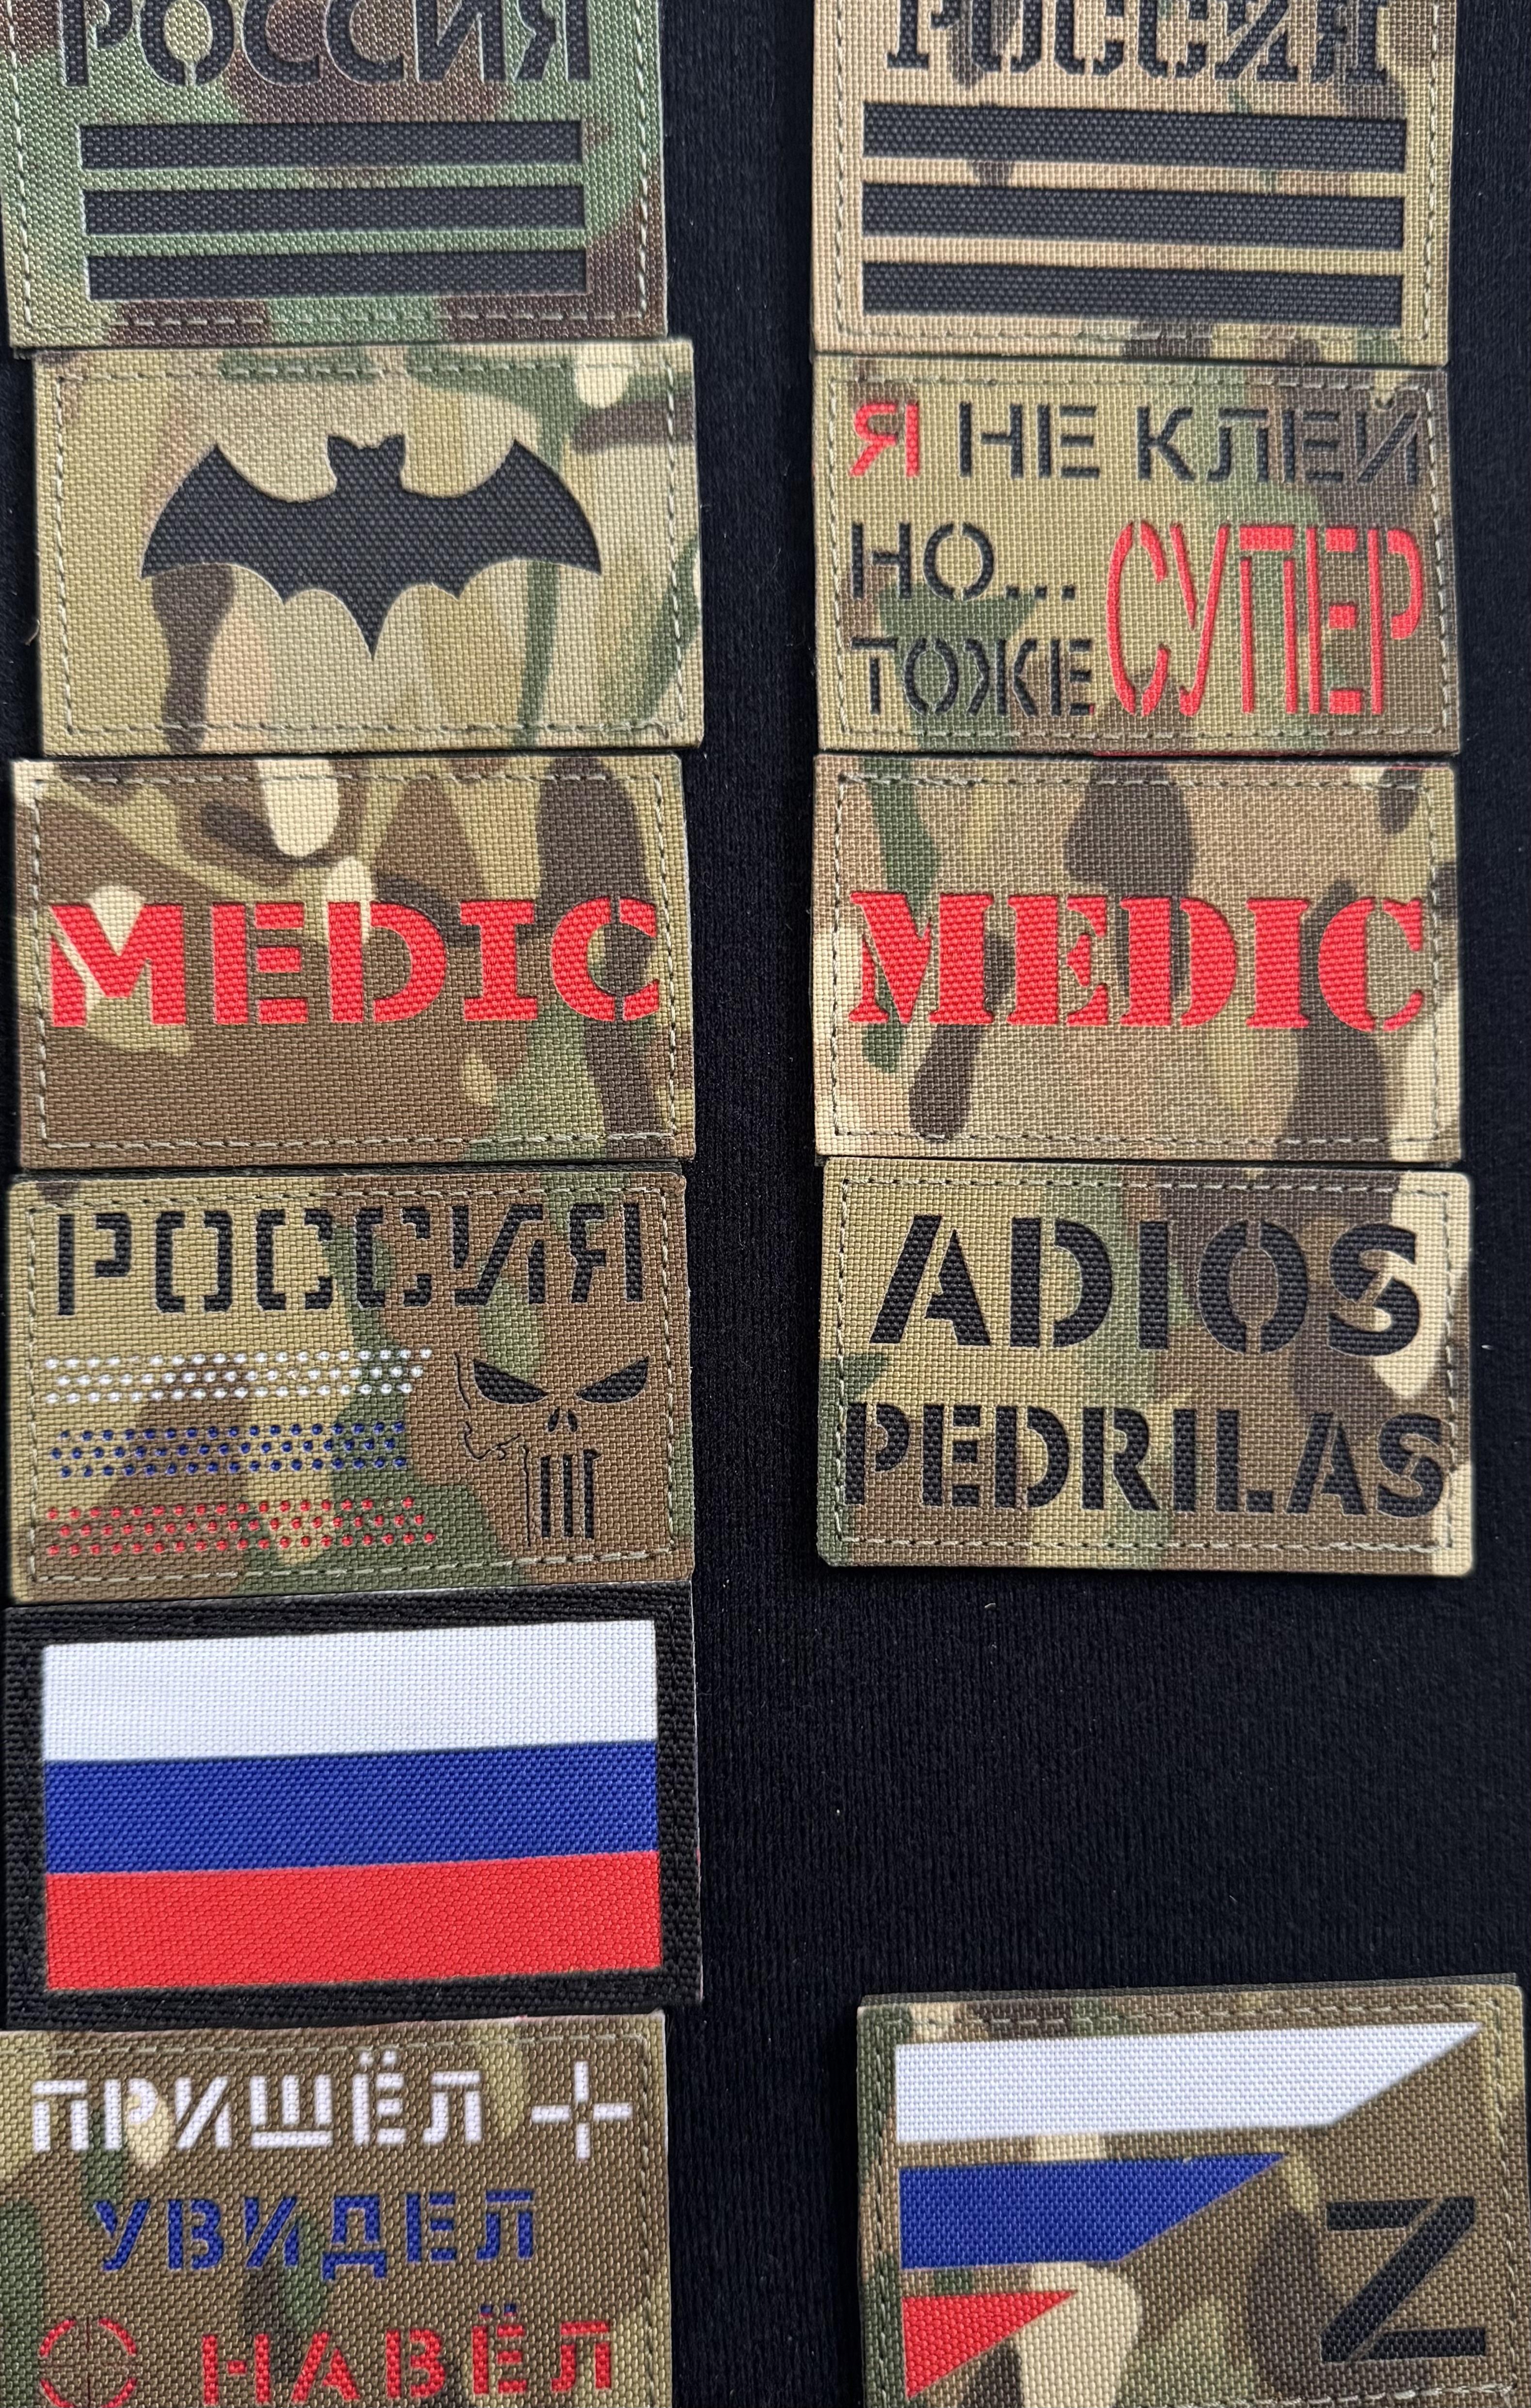 РОССИЯ
РОССИЯ
Я НЕ КЛЕЙ
НО...
ТОЖЕ СУПЕР
MEDIC
MEDIC
РОССИЯ
ADIOS
PEDRILAS
ПРИШЁЛ
УВИДЕЛ
НАВЁЛ
Z